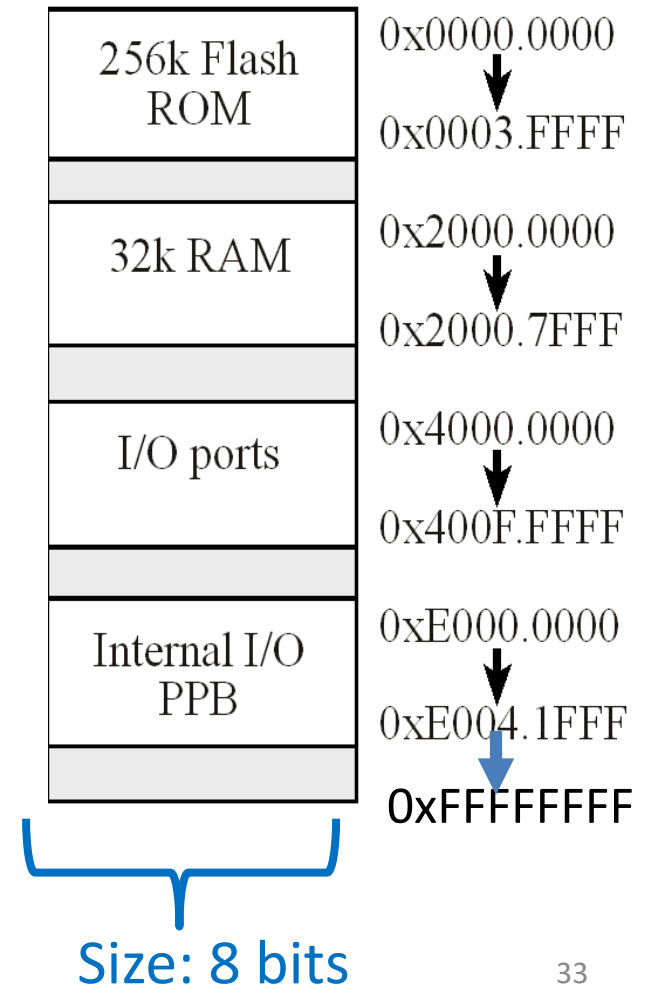 256k Flash
ROM
0x0000.0000
0x0003.FFFF
32k RAM
0x2000.0000
0x2000.7FFF
I/O ports
0x4000.0000
0x400F.FFFF
Internal I/O
PPB
0xE000.0000
0xE004.1FFF
0xFFFFFFFF
Size: 8 bits
33